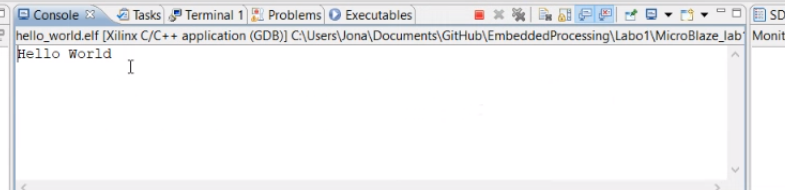 Console Tasks Terminal 1 Problems Executables SD
hello_world.elf [Xilinx C/C++ application (GDB)] C:\Users\Jona\Documents\GitHub\EmbeddedProcessing\Labo1\MicroBlaze_lab1 Monit
Hello World